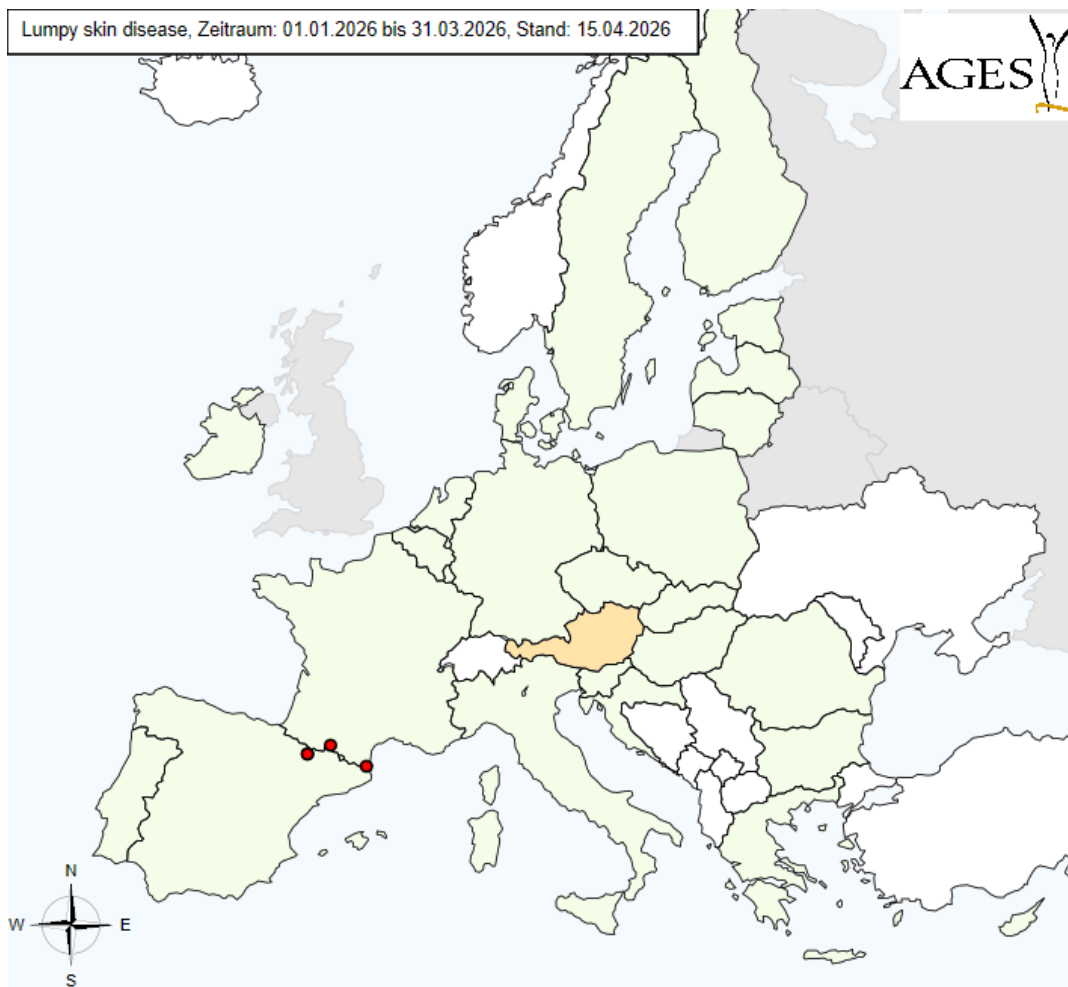 Lumpy skin disease, Zeitraum: 01.01.2026 bis 31.03.2026, Stand: 15.04.2026
AGES
N
W
E
S